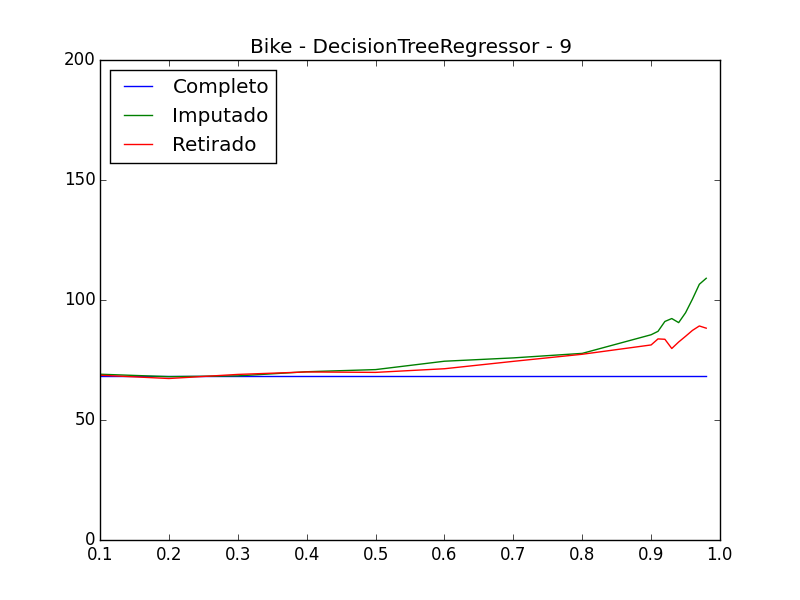 Bike - DecisionTreeRegressor - 9
200
Completo
Imputado
Retirado
150
100
50
0
0.1 0.2 0.3 0.4 0.5 0.6 0.7 0.8 0.9 1.0